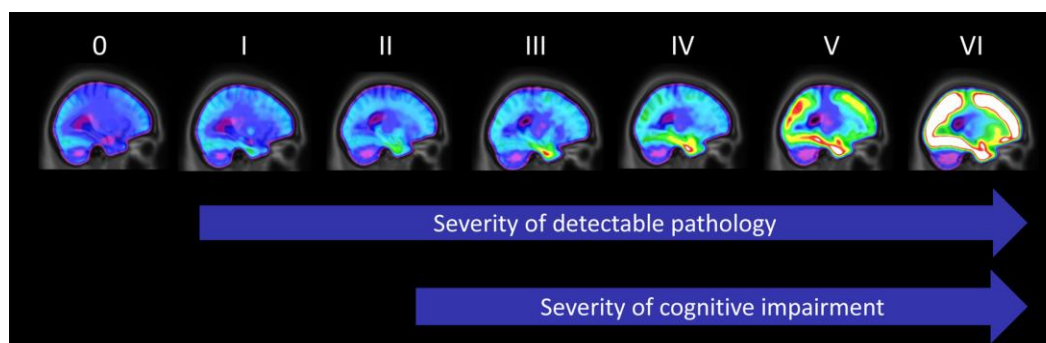 0 I II III IV V VI
Severity of detectable pathology
Severity of cognitive impairment